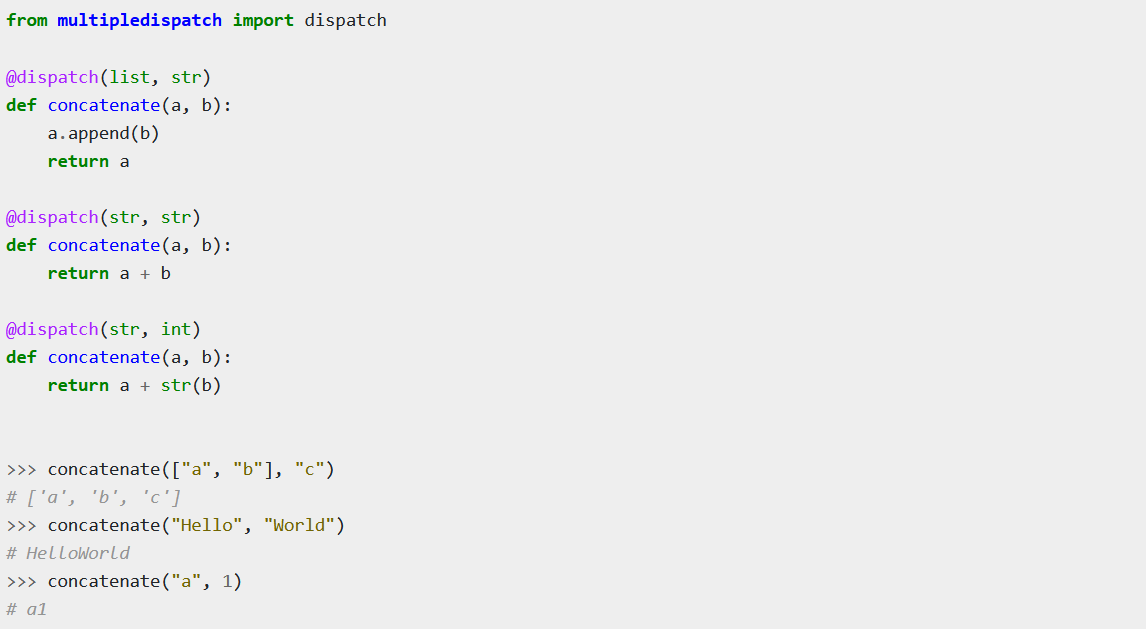 from multipledispatch import dispatch
@dispatch(list, str)
def concatenate(a, b):
    a.append(b)
    return a
@dispatch(str, str)
def concatenate(a, b):
    return a + b
@dispatch(str, int)
def concatenate(a, b):
    return a + str(b)
>>> concatenate(["a", "b"], "c")
# ['a', 'b', 'c']
>>> concatenate("Hello", "World")
# HelloWorld
>>> concatenate("a", 1)
# a1